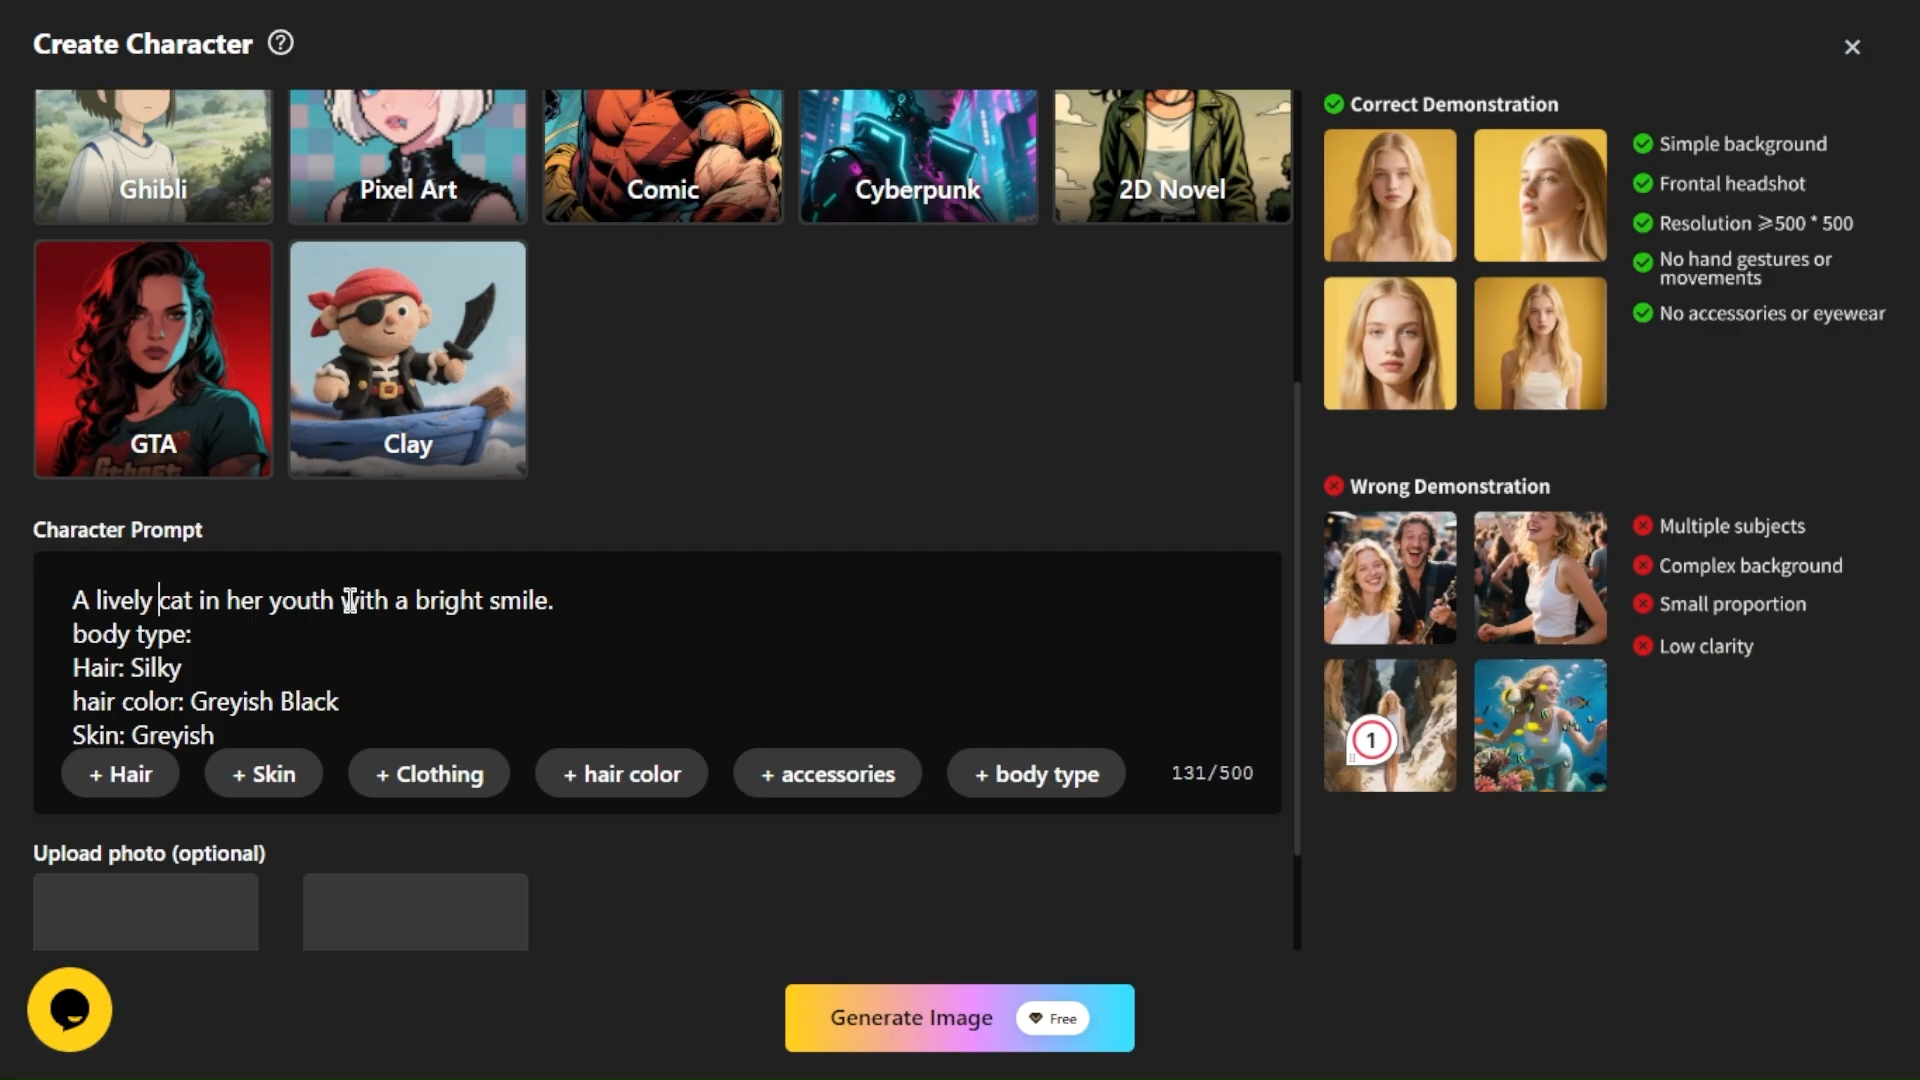 Create Character ?
Ghibli
Pixel Art
Comic
Cyberpunk
2D Novel
GTA
Clay
Character Prompt
A lively cat in her youth with a bright smile.
body type:
Hair: Silky
hair color: Greyish Black
Skin: Greyish
+ Hair
+ Skin
+ Clothing
+ hair color
+ accessories
+ body type
131/500
Upload photo (optional)
Generate Image
Free
Correct Demonstration
Simple background
Frontal headshot
Resolution ⩾500 * 500
No hand gestures or
movements
No accessories or eyewear
Wrong Demonstration
Multiple subjects
Complex background
Small proportion
Low clarity
1